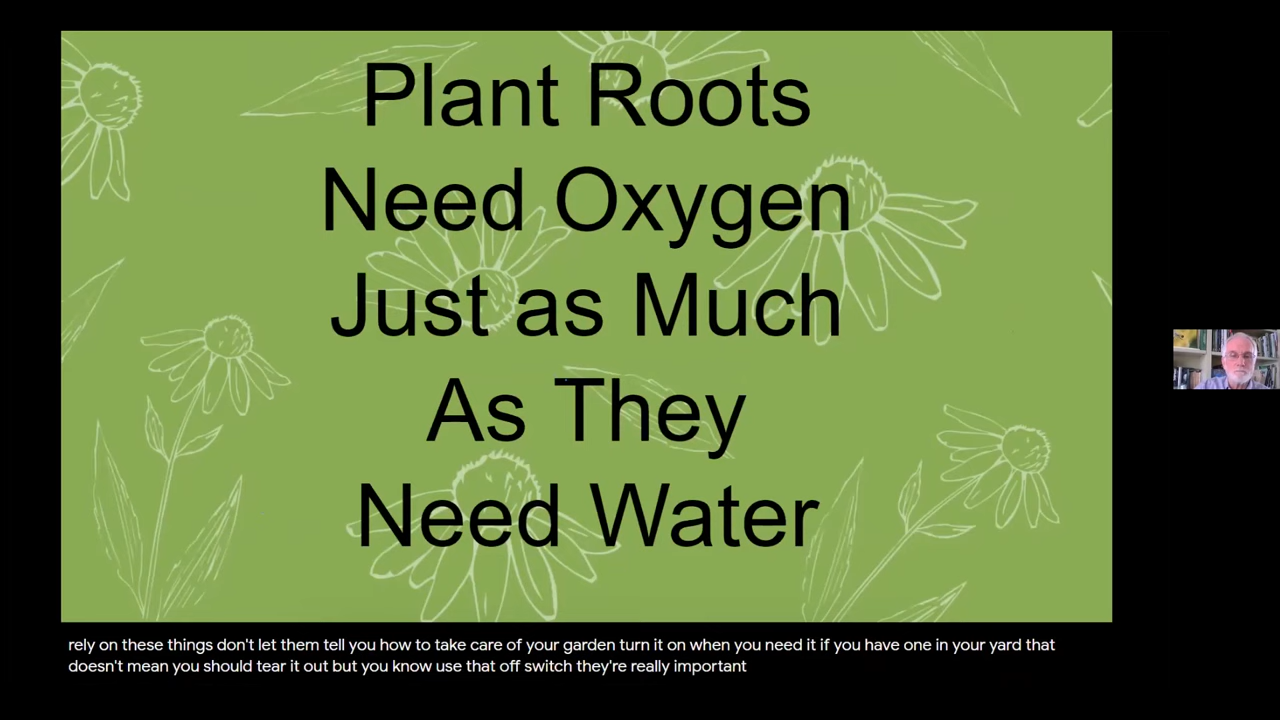 Plant Roots
Need Oxygen
Just as Much
As They
Need Water
rely on these things don't let them tell you how to take care of your garden turn it on when you need it if you have one in your yard that
doesn't mean you should tear it out but you know use that off switch they're really important